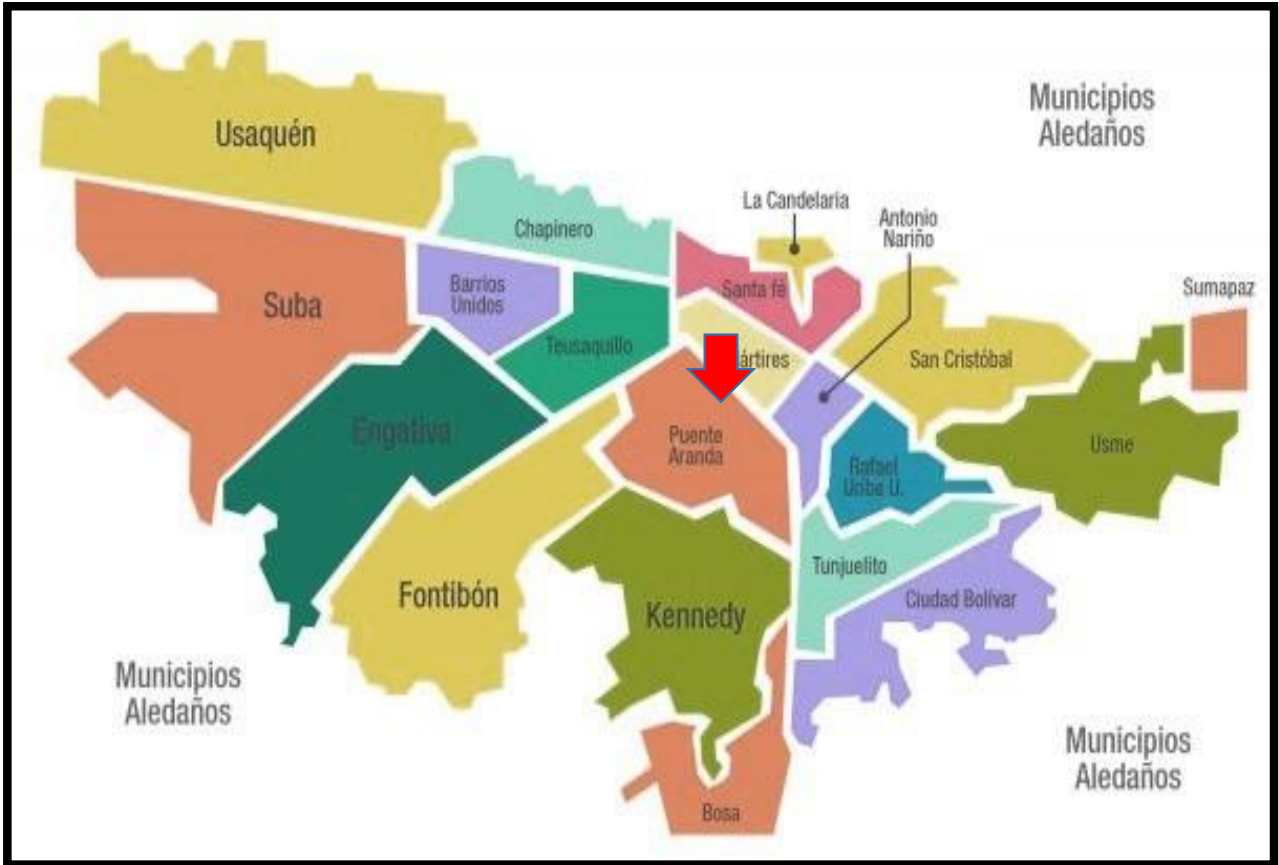 Municipios
Aledaños
Usaquén
La Candelaria
Antonio
Nariño
Chapinero
Sumapaz
Barrios
Unidos
Santa fé
Suba
Teusaquillo
ártires
San Cristóbal
Engativa
Puente
Aranda
Usme
Rafael
Uribe U.
Tunjuelito
Fontibón
Ciudad Bolívar
Kennedy
Municipios
Aledaños
Municipios
Aledaños
Bosa